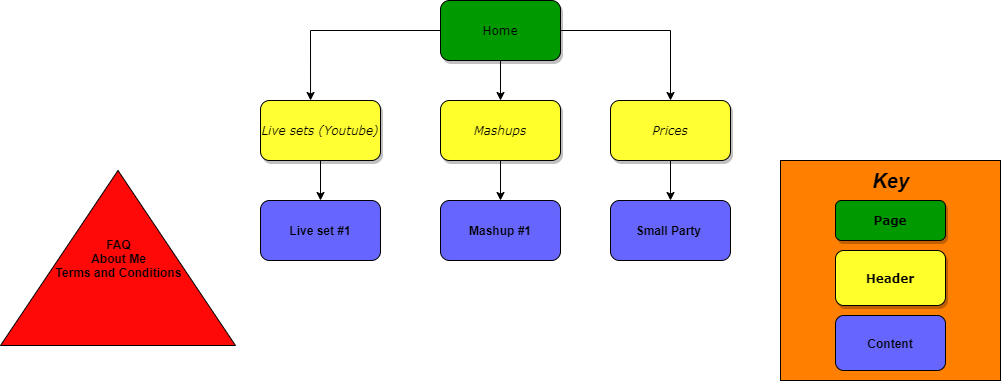 Home
Live sets (Youtube)
Mashups
Prices
Live set #1
Mashup #1
Small Party
FAQ
About Me
Terms and Conditions
Key
Page
Header
Content